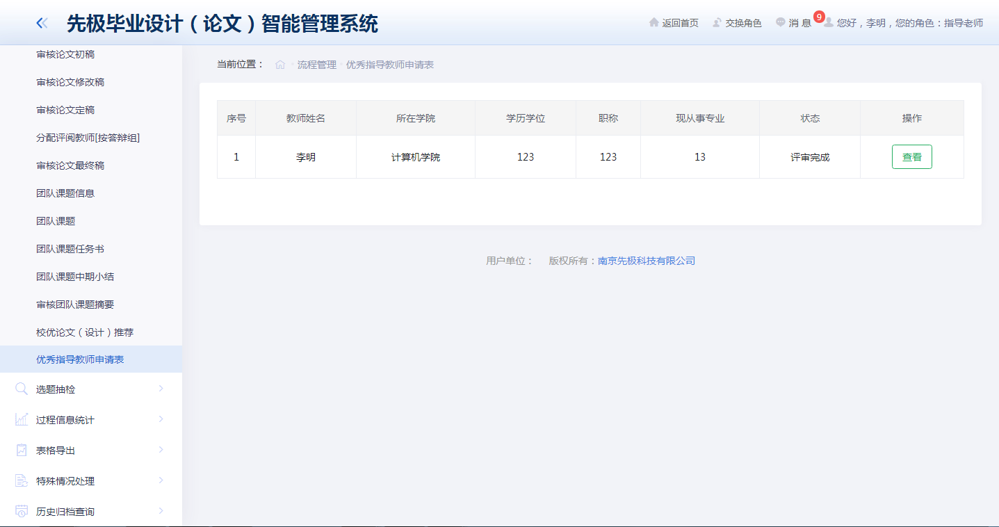 先极毕业设计（论文）智能管理系统
返回首页 交换角色 消 息 9 您好，李明，您的角色：指导老师
审核论文初稿
审核论文修改稿
审核论文定稿
分配评阅教师[按答辩组]
审核论文最终稿
团队课题信息
团队课题
团队课题任务书
团队课题中期小结
审核团队课题摘要
校优论文（设计）推荐
优秀指导教师申请表
选题抽检
过程信息统计
表格导出
特殊情况处理
历史归档查询
当前位置： 流程管理 优秀指导教师申请表
序号 教师姓名 所在学院 学历学位 职称 现从事专业 状态 操作
1 李明 计算机学院 123 123 13 评审完成 查看
用户单位： 版权所有：南京先极科技有限公司